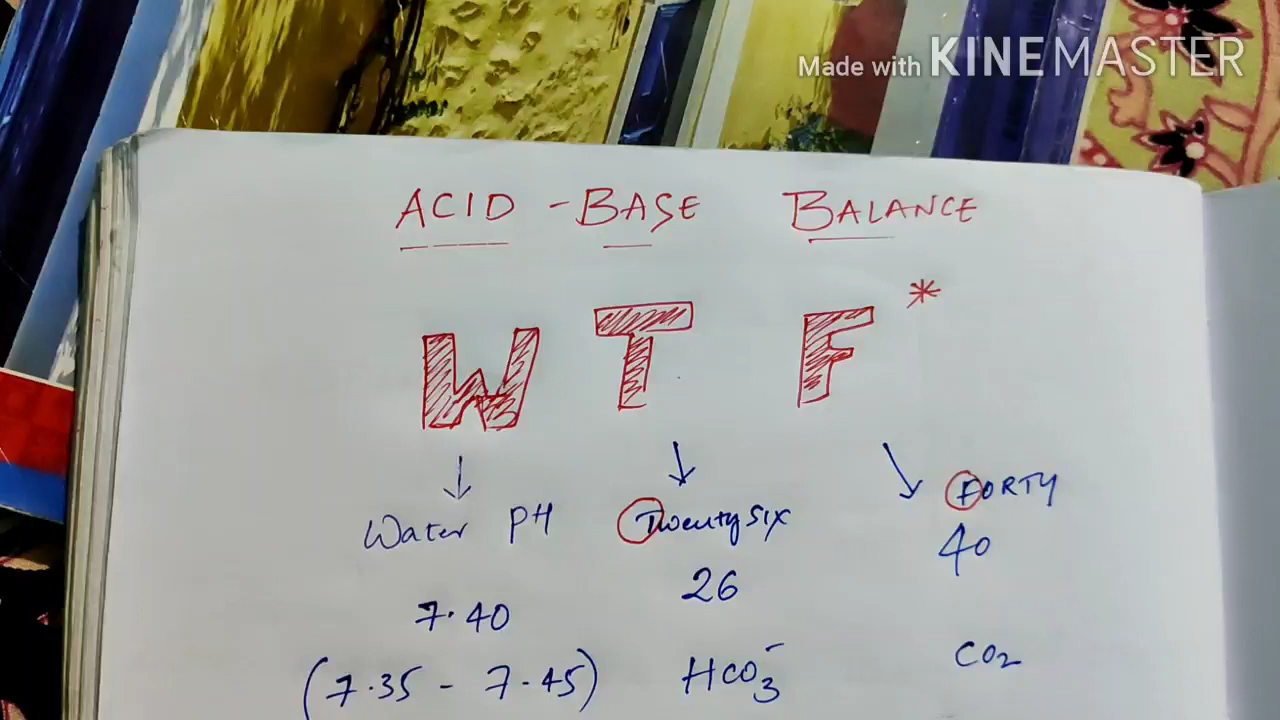 Made with KINEMASTER
ACID - BASE BALANCE
W T F *
Water PH Twenty Six FORTY
7.40 26 40
(7.35 - 7.45) HCO3- CO2